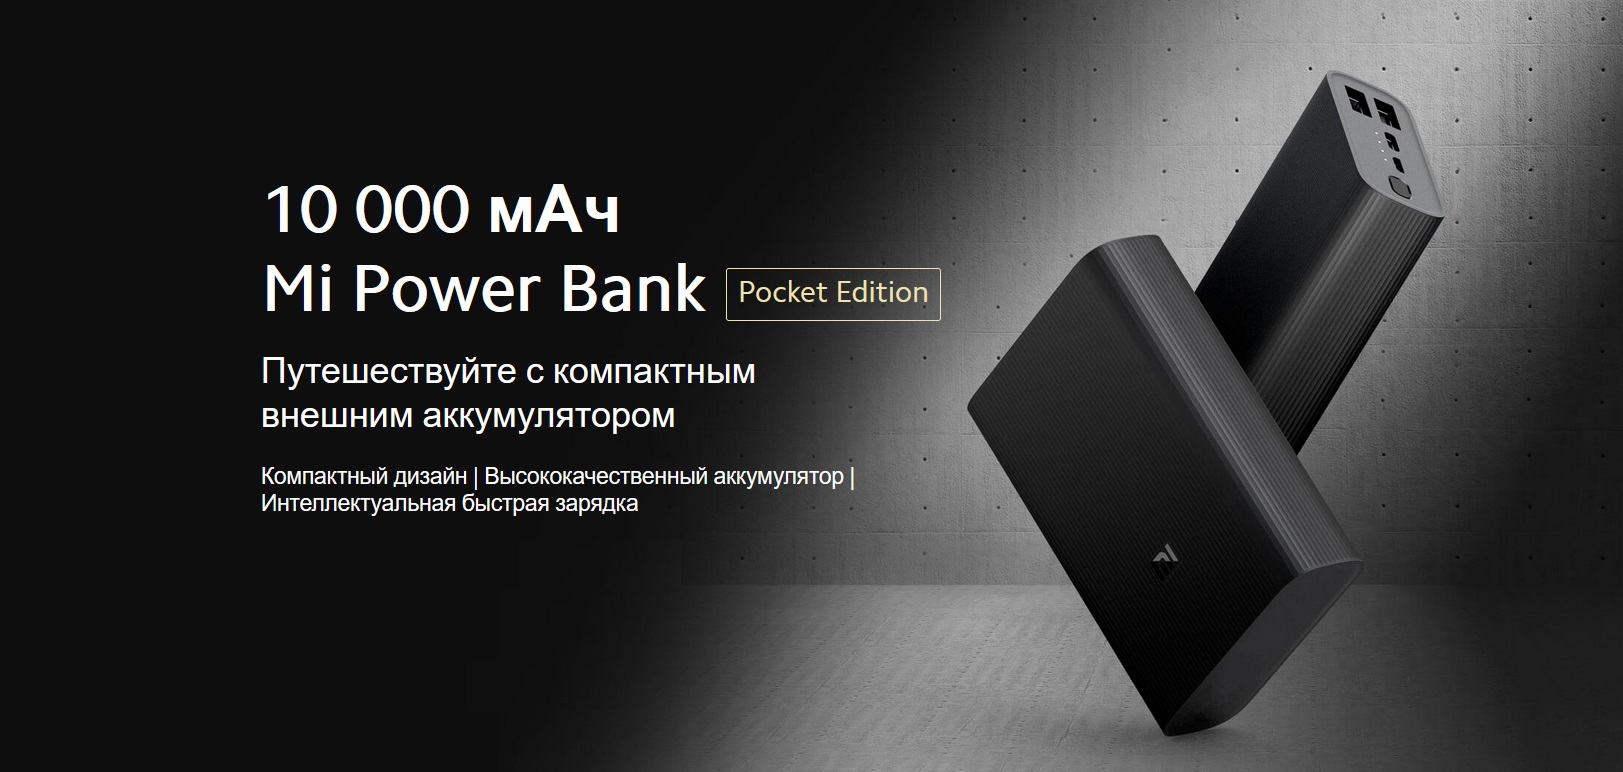 10 000 мАч
Mi Power Bank Pocket Edition
Путешествуйте с компактным
внешним аккумулятором
Компактный дизайн | Высококачественный аккумулятор |
Интеллектуальная быстрая зарядка